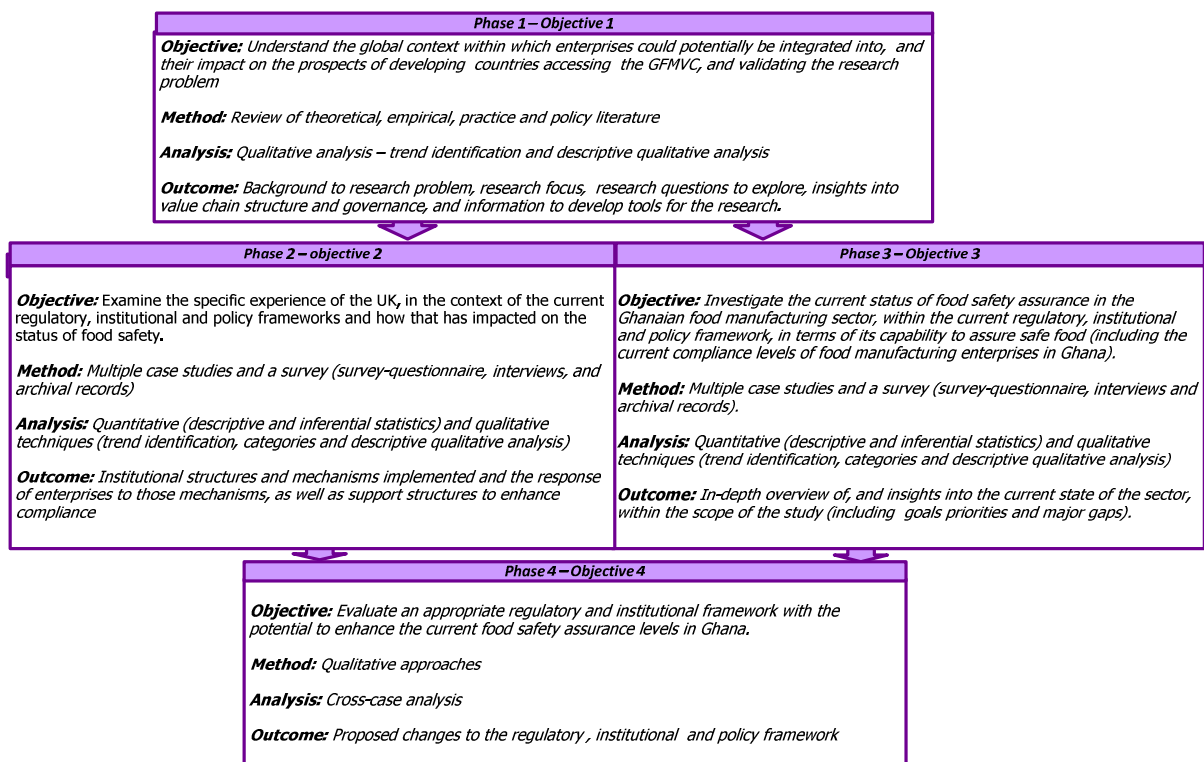 Phase 1 – Objective 1
Objective: Understand the global context within which enterprises could potentially be integrated into, and
their impact on the prospects of developing countries accessing the GFMVC, and validating the research
problem
Method: Review of theoretical, empirical, practice and policy literature
Analysis: Qualitative analysis – trend identification and descriptive qualitative analysis
Outcome: Background to research problem, research focus, research questions to explore, insights into
value chain structure and governance, and information to develop tools for the research.
Phase 2 – objective 2
Objective: Examine the specific experience of the UK, in the context of the current
regulatory, institutional and policy frameworks and how that has impacted on the
status of food safety.
Method: Multiple case studies and a survey (survey-questionnaire, interviews, and
archival records)
Analysis: Quantitative (descriptive and inferential statistics) and qualitative
techniques (trend identification, categories and descriptive qualitative analysis)
Outcome: Institutional structures and mechanisms implemented and the response
of enterprises to those mechanisms, as well as support structures to enhance
compliance
Phase 3 – Objective 3
Objective: Investigate the current status of food safety assurance in the
Ghanaian food manufacturing sector, within the current regulatory, institutional
and policy framework, in terms of its capability to assure safe food (including the
current compliance levels of food manufacturing enterprises in Ghana).
Method: Multiple case studies and a survey (survey-questionnaire, interviews and
archival records).
Analysis: Quantitative (descriptive and inferential statistics) and qualitative
techniques (trend identification, categories and descriptive qualitative analysis)
Outcome: In-depth overview of, and insights into the current state of the sector,
within the scope of the study (including goals priorities and major gaps).
Phase 4 – Objective 4
Objective: Evaluate an appropriate regulatory and institutional framework with the
potential to enhance the current food safety assurance levels in Ghana.
Method: Qualitative approaches
Analysis: Cross-case analysis
Outcome: Proposed changes to the regulatory , institutional and policy framework